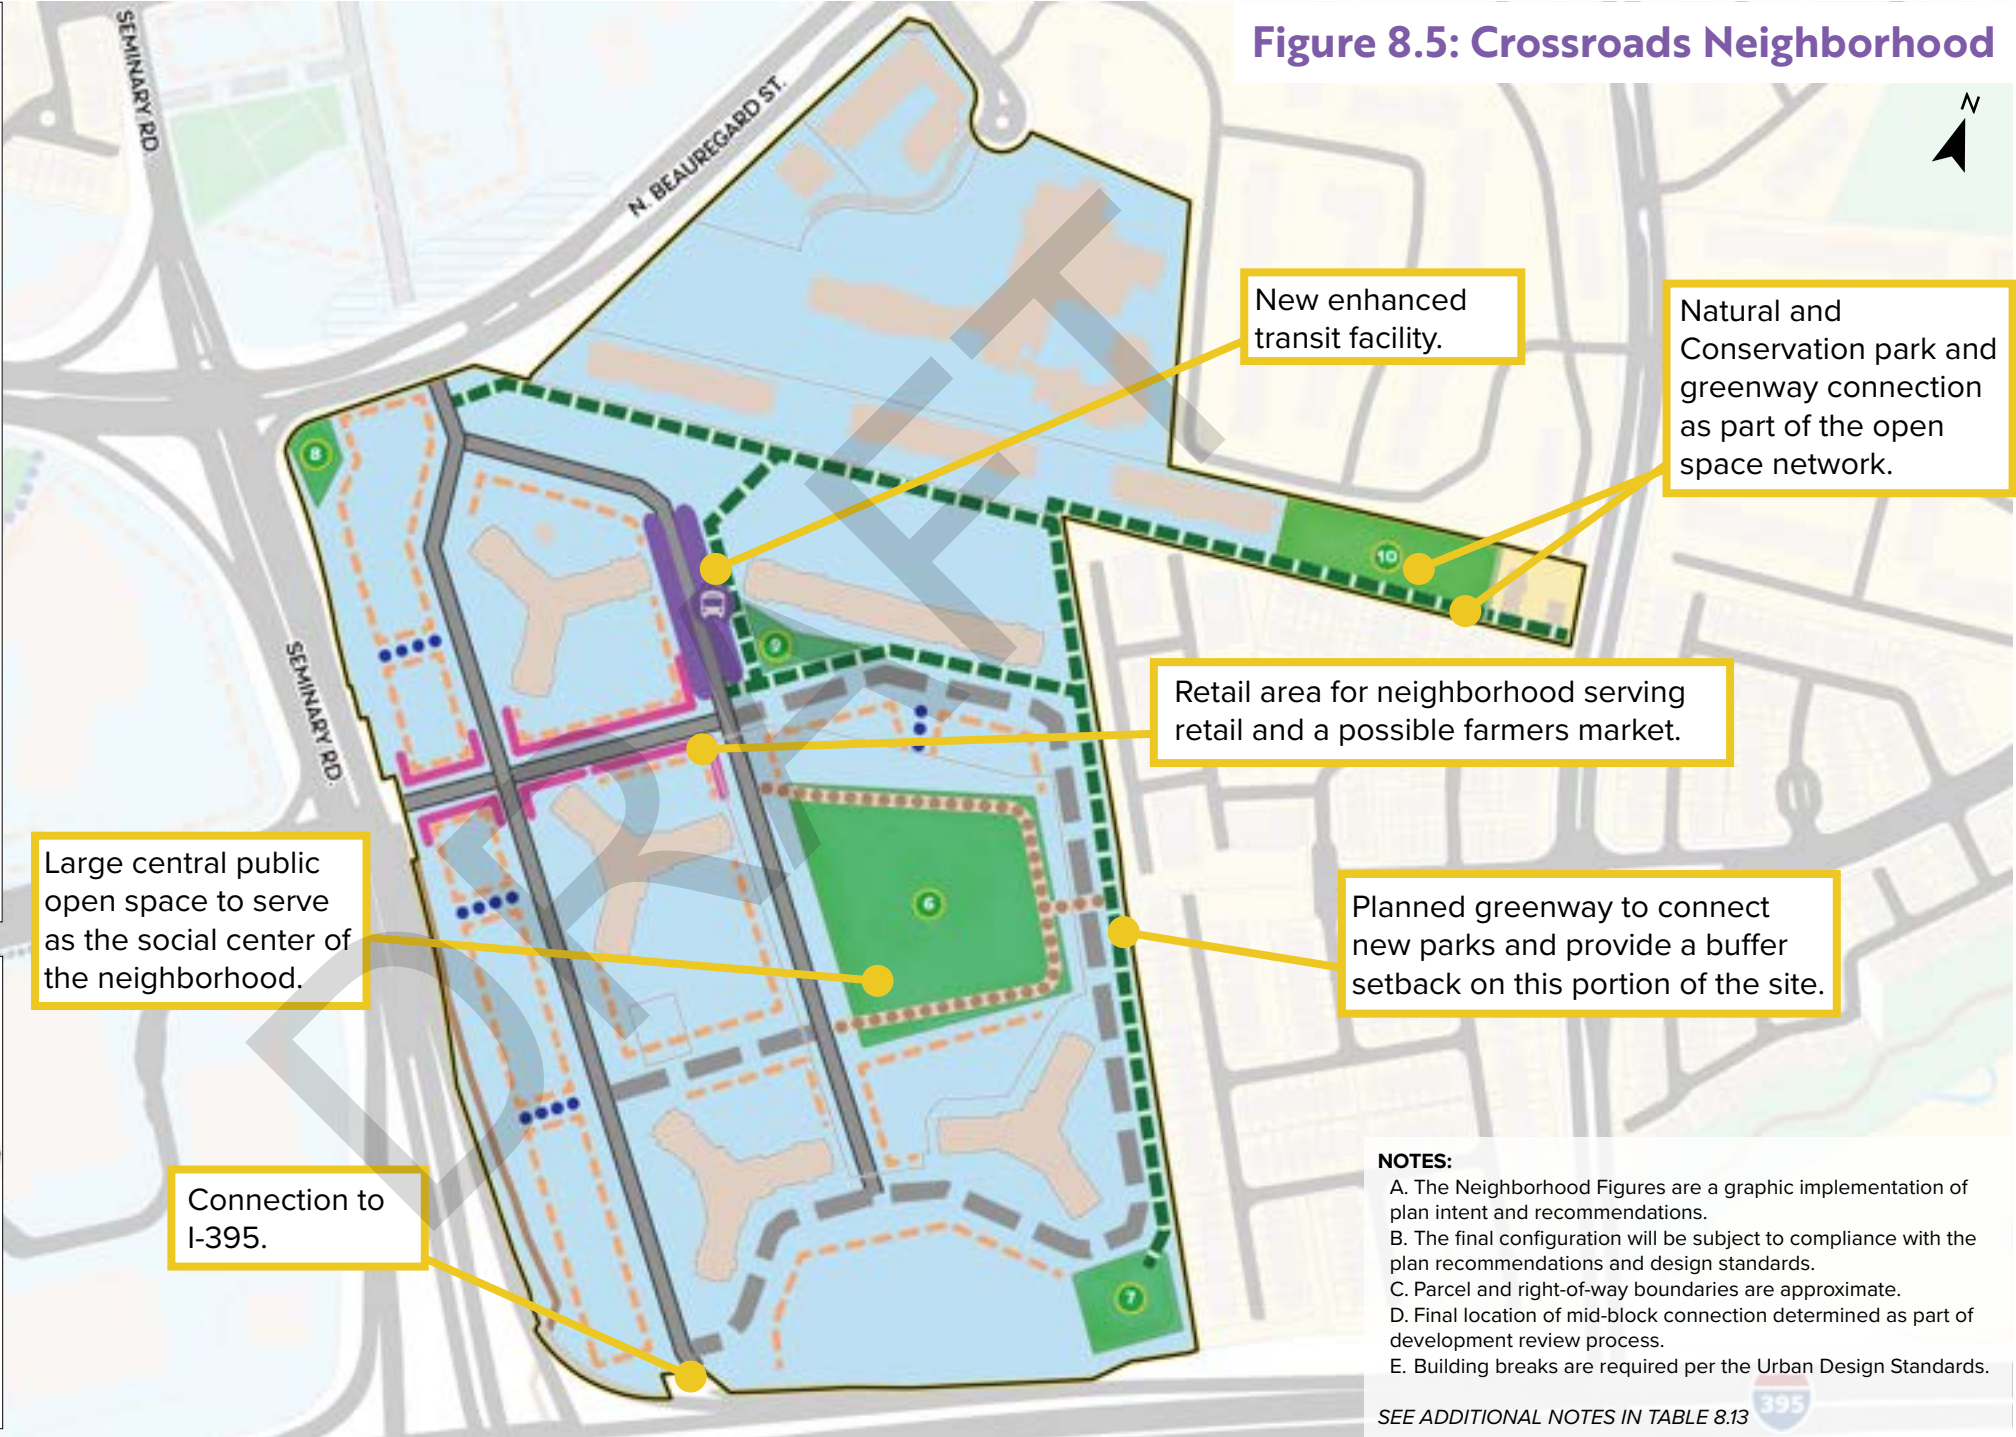 Figure 8.5: Crossroads Neighborhood
SEMINARY RD.
N. BEAUREGARD ST.
N
New enhanced
transit facility.
Natural and
Conservation park and
greenway connection
as part of the open
space network.
8
10
9
SEMINARY RD.
Retail area for neighborhood serving
retail and a possible farmers market.
Large central public
open space to serve
as the social center of
the neighborhood.
6
Planned greenway to connect
new parks and provide a buffer
setback on this portion of the site.
Connection to
I-395.
7
DRAFT
NOTES:
A. The Neighborhood Figures are a graphic implementation of
plan intent and recommendations.
B. The final configuration will be subject to compliance with the
plan recommendations and design standards.
C. Parcel and right-of-way boundaries are approximate.
D. Final location of mid-block connection determined as part of
development review process.
E. Building breaks are required per the Urban Design Standards.
SEE ADDITIONAL NOTES IN TABLE 8.13
395